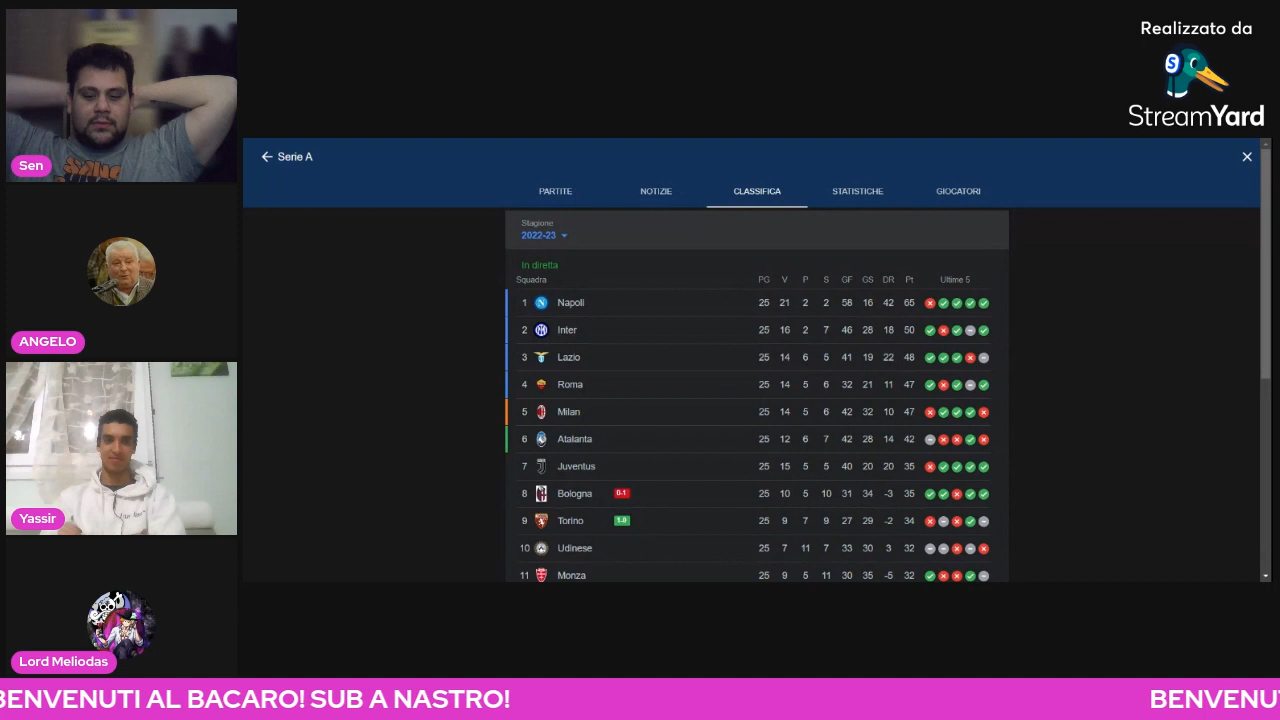 Realizzato da
StreamYard
Sen
ANGELO
Yassir
Lord Meliodas
Serie A
PARTITE NOTIZIE CLASSIFICA STATISTICHE GIOCATORI
Stagione
2022-23
In diretta
Squadra PG V P S GF GS DR Pt Ultime 5
1 Napoli 25 21 2 2 58 16 42 65
2 Inter 25 16 2 7 46 28 18 50
3 Lazio 25 14 6 5 41 19 22 48
4 Roma 25 14 5 6 32 21 11 47
5 Milan 25 14 5 6 42 32 10 47
6 Atalanta 25 12 6 7 42 28 14 42
7 Juventus 25 15 5 5 40 20 20 35
8 Bologna 0-1 25 10 5 10 31 34 -3 35
9 Torino 1-0 25 9 7 9 27 29 -2 34
10 Udinese 25 7 11 7 33 30 3 32
11 Monza 25 9 5 11 30 35 -5 32
BENVENUTI AL BACARO! SUB A NASTRO! BENVENU